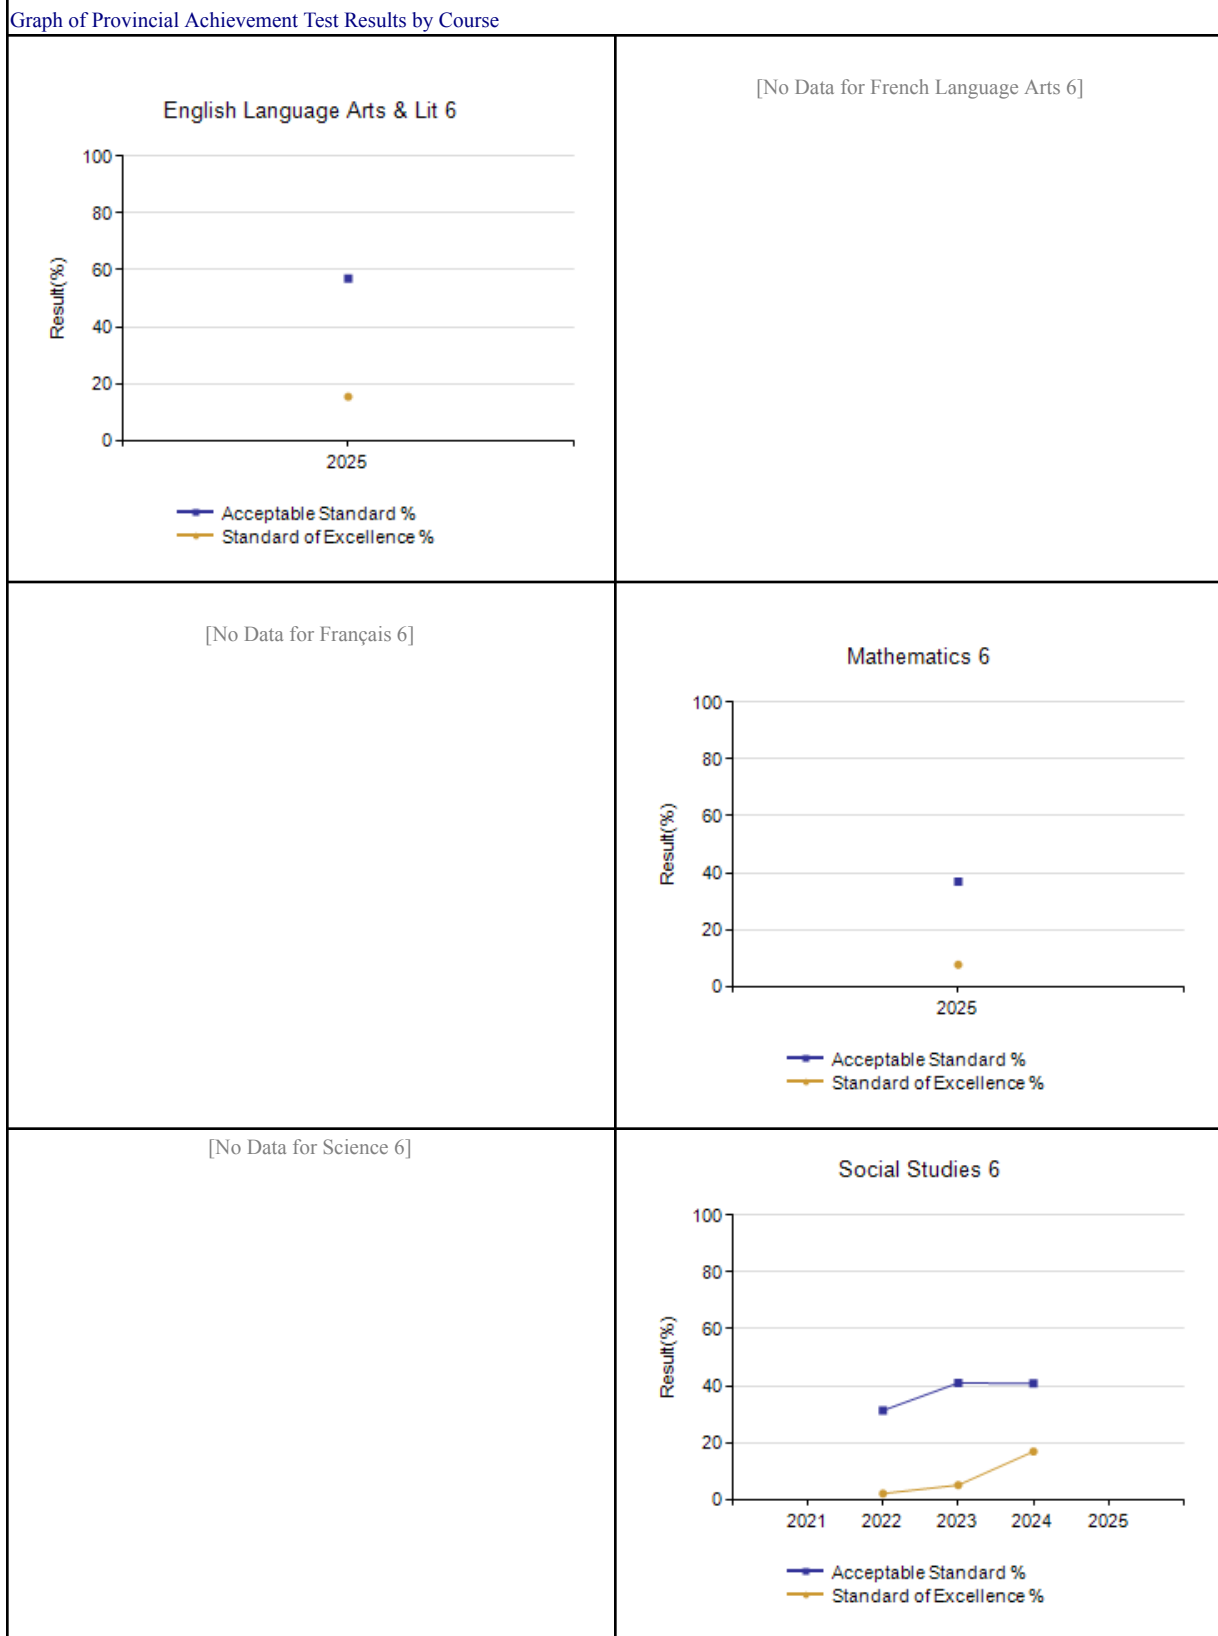 Graph of Provincial Achievement Test Results by Course
English Language Arts & Lit 6
Result(%)
100
80
60
40
20
0
2025
Acceptable Standard %
Standard of Excellence %
[No Data for French Language Arts 6]
[No Data for Français 6]
Mathematics 6
Result(%)
100
80
60
40
20
0
2025
Acceptable Standard %
Standard of Excellence %
[No Data for Science 6]
Social Studies 6
Result(%)
100
80
60
40
20
0
2021 2022 2023 2024 2025
Acceptable Standard %
Standard of Excellence %